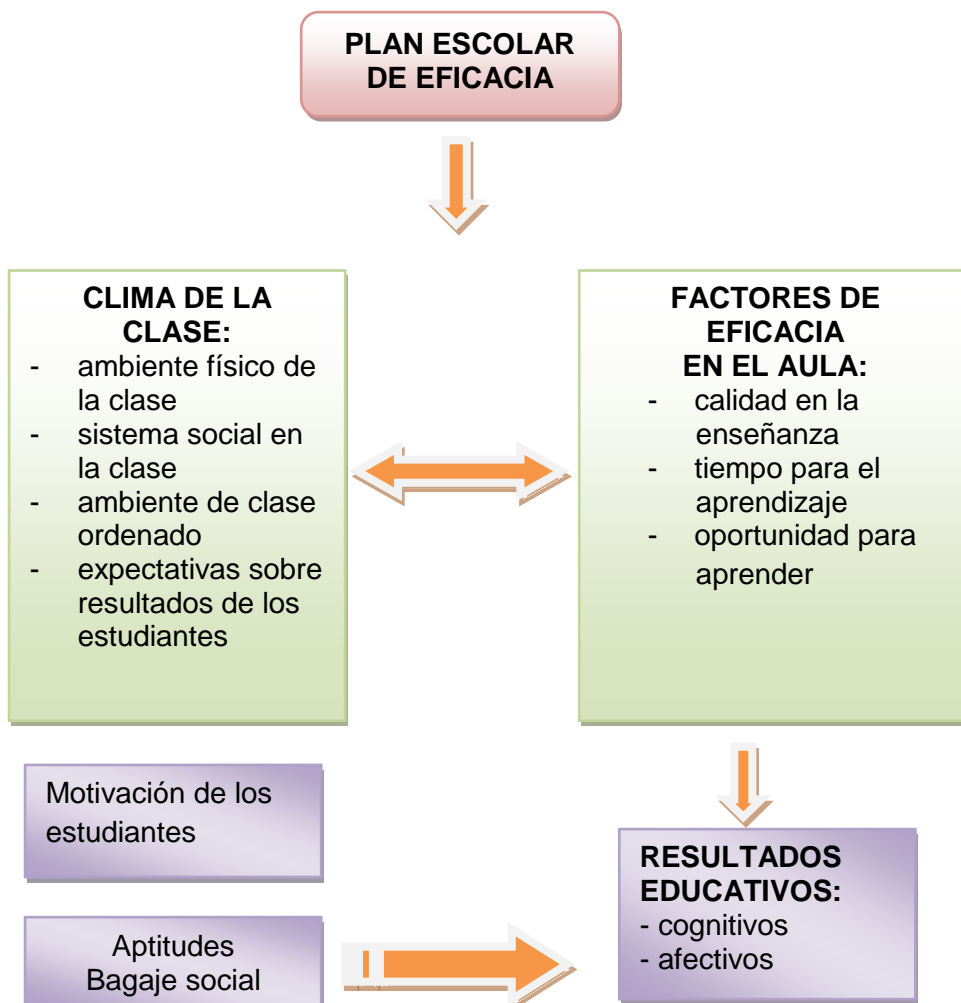 PLAN ESCOLAR
DE EFICACIA
CLIMA DE LA
CLASE:
- ambiente físico de
la clase
- sistema social en
la clase
- ambiente de clase
ordenado
- expectativas sobre
resultados de los
estudiantes
FACTORES DE
EFICACIA
EN EL AULA:
- calidad en la
enseñanza
- tiempo para el
aprendizaje
- oportunidad para
aprender
Motivación de los
estudiantes
RESULTADOS
EDUCATIVOS:
- cognitivos
- afectivos
Aptitudes
Bagaje social